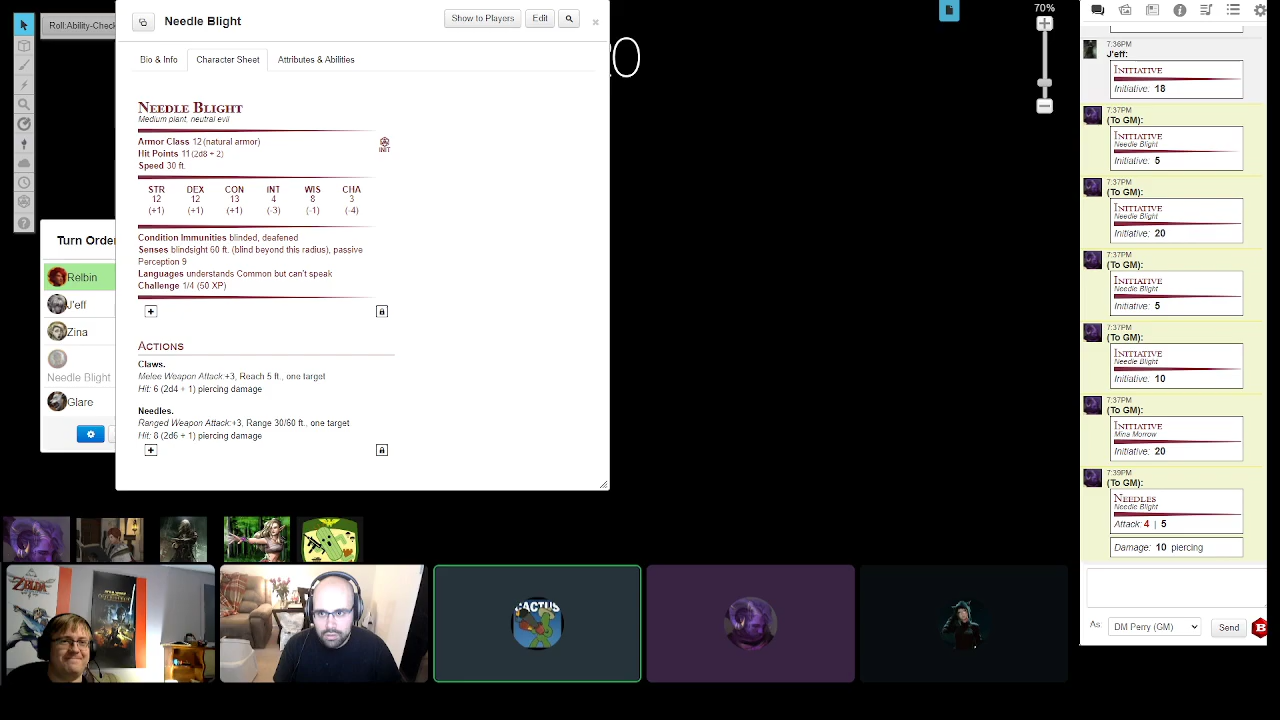 Roll:Ability-Check
Needle Blight
Show to Players
Edit
×
Bio & Info
Character Sheet
Attributes & Abilities
NEEDLE BLIGHT
Medium plant, neutral evil
Armor Class 12 (natural armor)
Hit Points 11 (2d8 + 2)
Speed 30 ft.
INIT
STR DEX CON INT WIS CHA
12 12 13 4 8 3
(+1) (+1) (+1) (-3) (-1) (-4)
Condition Immunities blinded, deafened
Senses blindsight 60 ft. (blind beyond this radius), passive
Perception 9
Languages understands Common but can't speak
Challenge 1/4 (50 XP)
ACTIONS
Claws.
Melee Weapon Attack:+3, Reach 5 ft., one target
Hit: 6 (2d4 + 1) piercing damage
Needles.
Ranged Weapon Attack:+3, Range 30/60 ft., one target
Hit: 8 (2d6 + 1) piercing damage
Turn Orde
Relbin
J'eff
Zina
Needle Blight
Glare
70%
7:36PM
J'eff:
INITIATIVE
Initiative: 18
7:37PM
(To GM):
INITIATIVE
Needle Blight
Initiative: 5
7:37PM
(To GM):
INITIATIVE
Needle Blight
Initiative: 20
7:37PM
(To GM):
INITIATIVE
Needle Blight
Initiative: 5
7:37PM
(To GM):
INITIATIVE
Needle Blight
Initiative: 10
7:37PM
(To GM):
INITIATIVE
Mina Morrow
Initiative: 20
7:39PM
(To GM):
NEEDLES
Needle Blight
Attack: 4 | 5
Damage: 10 piercing
As:
DM Perry (GM)
Send
B
CACTUS